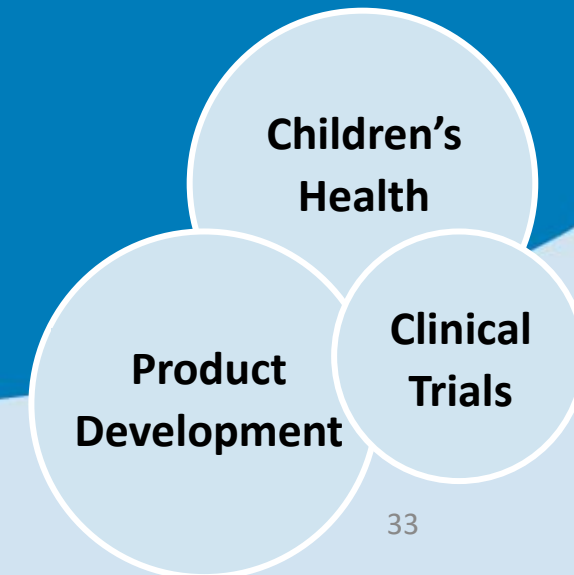 Children’s
Health
Clinical
Trials
Product
Development
33